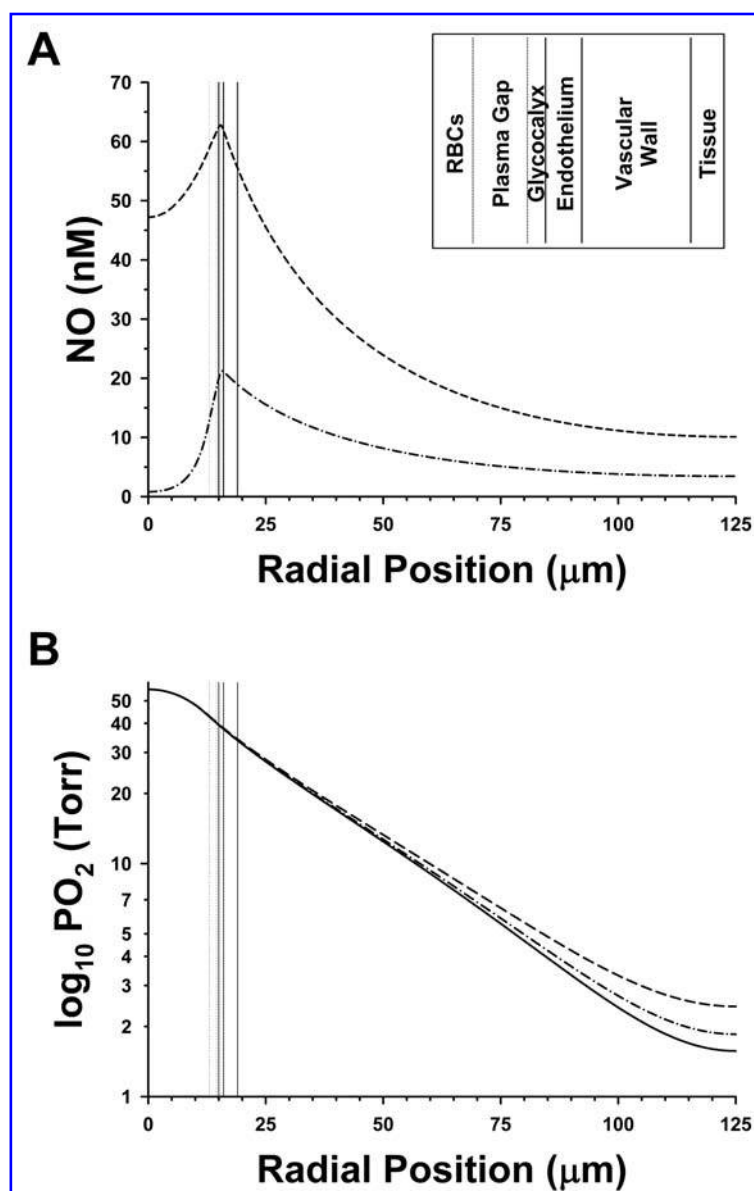 A
70
60
50
40
30
20
10
0
NO (nM)
RBCs
Plasma Gap
Glycocalyx
Endothelium
Vascular
Wall
Tissue
0 25 50 75 100 125
Radial Position (μm)
B
50
40
30
20
10
7
5
4
3
2
1
log10 PO2 (Torr)
0 25 50 75 100 125
Radial Position (μm)